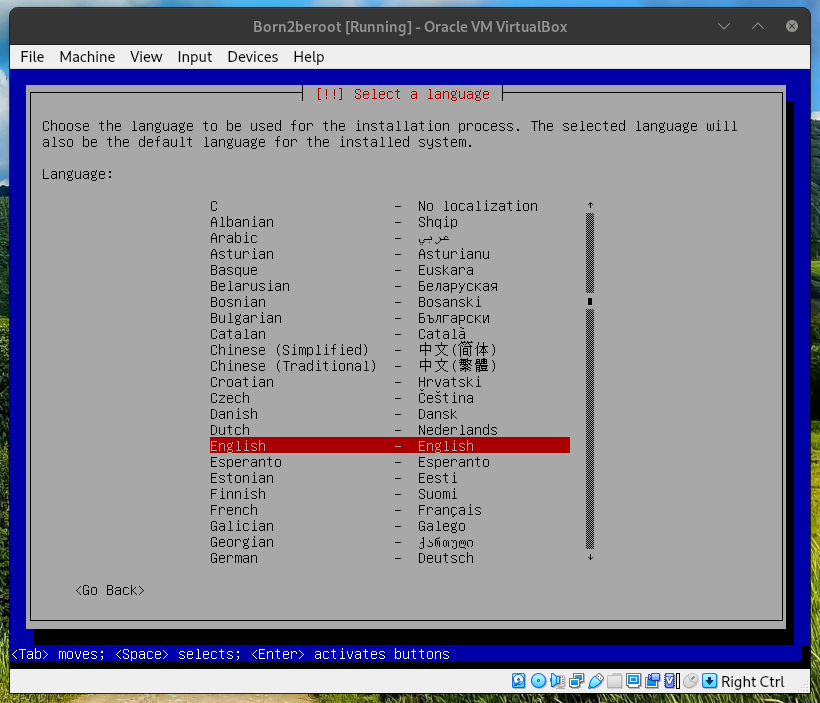 Born2beroot [Running] - Oracle VM VirtualBox
File Machine View Input Devices Help
[!!] Select a language
Choose the language to be used for the installation process. The selected language will
also be the default language for the installed system.
Language:
C - No localization
Albanian - Shqip
Arabic - عربي
Asturian - Asturianu
Basque - Euskara
Belarusian - Беларуская
Bosnian - Bosanski
Bulgarian - Български
Catalan - Català
Chinese (Simplified) - 中文(简体)
Chinese (Traditional) - 中文(繁體)
Croatian - Hrvatski
Czech - Čeština
Danish - Dansk
Dutch - Nederlands
English - English
Esperanto - Esperanto
Estonian - Eesti
Finnish - Suomi
French - Français
Galician - Galego
Georgian - ქართული
German - Deutsch
<Go Back>
<Tab> moves; <Space> selects; <Enter> activates buttons
Right Ctrl